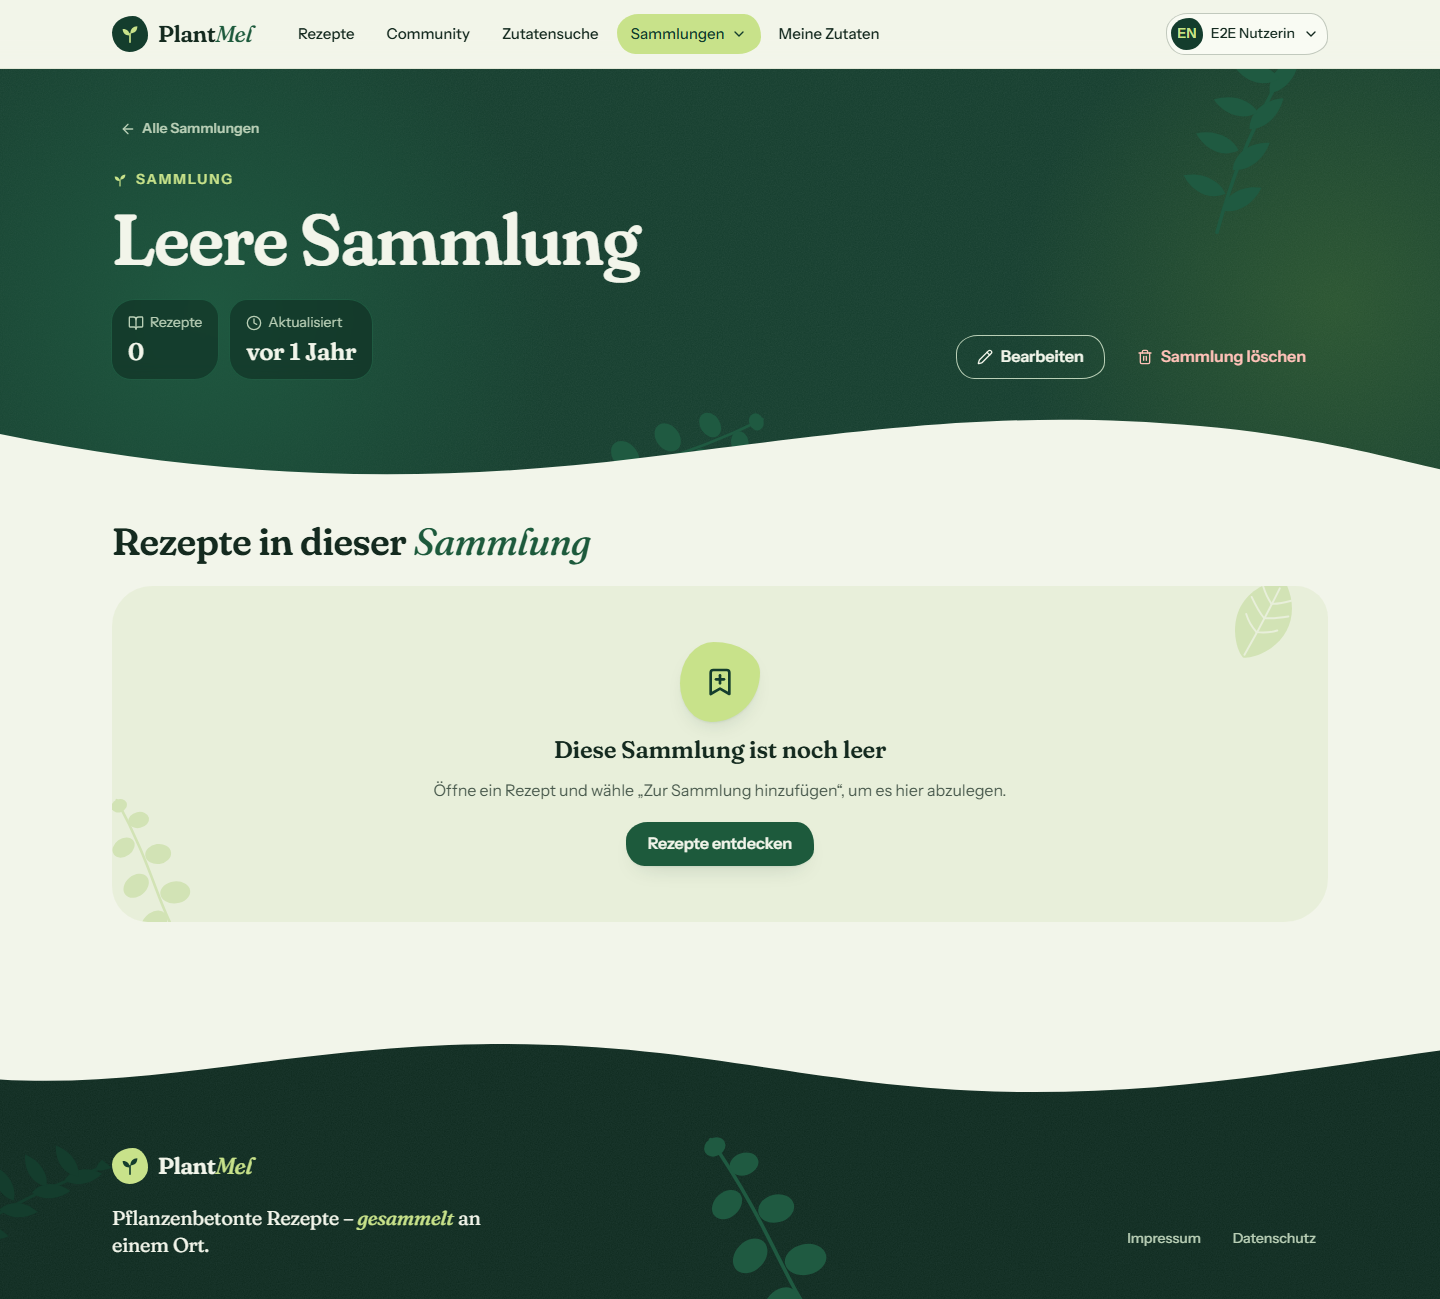 PlantMel
Rezepte
Community
Zutatensuche
Sammlungen
Meine Zutaten
EN
E2E Nutzerin
Alle Sammlungen
SAMMLUNG
Leere Sammlung
Rezepte
0
Aktualisiert
vor 1 Jahr
Bearbeiten
Sammlung löschen
Rezepte in dieser Sammlung
Diese Sammlung ist noch leer
Öffne ein Rezept und wähle „Zur Sammlung hinzufügen“, um es hier abzulegen.
Rezepte entdecken
PlantMel
Pflanzenbetonte Rezepte – gesammelt an
einem Ort.
Impressum
Datenschutz